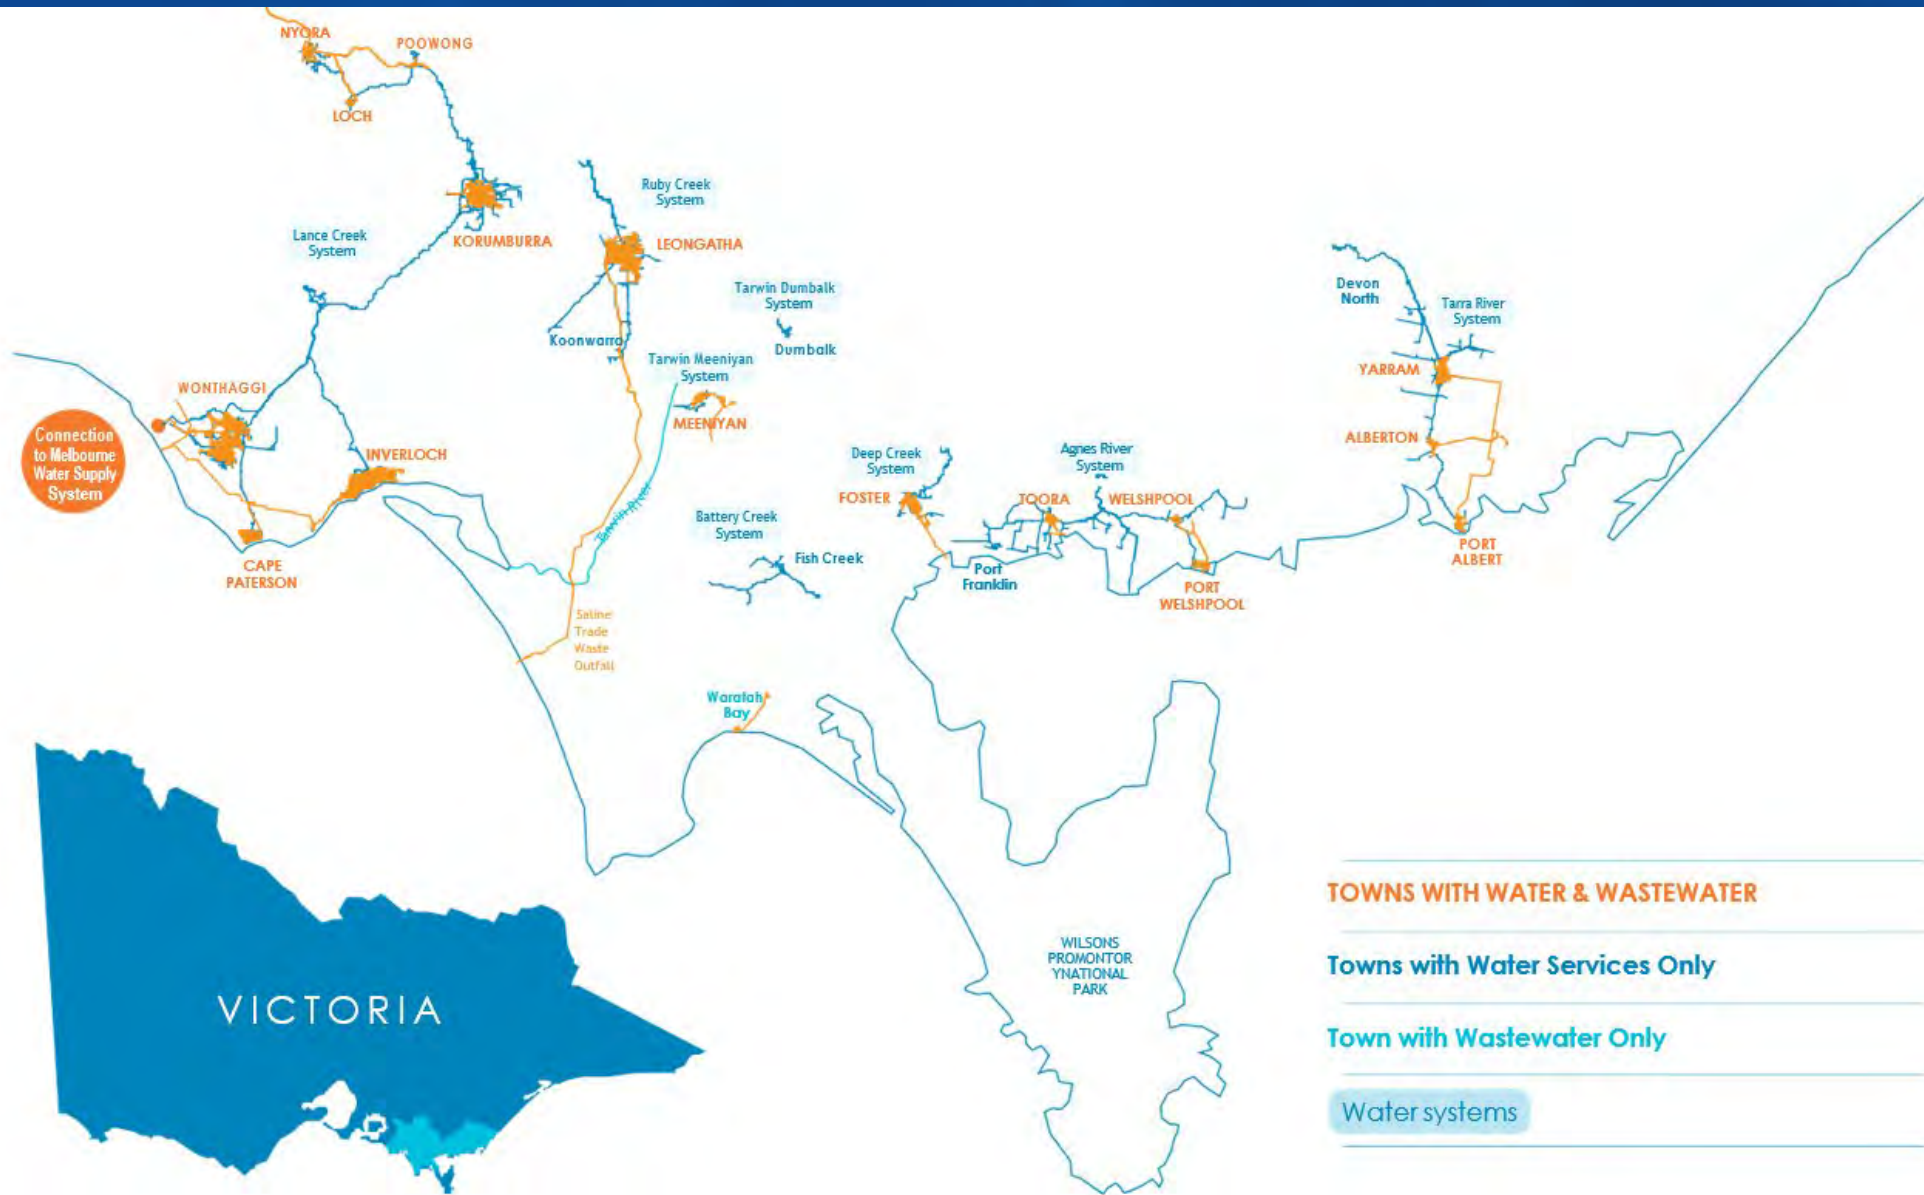 NYORA
POOWONG
LOCH
Ruby Creek
System
Lance Creek
System
KORUMBURRA
LEONGATHA
Tarwin Dumbalk
System
Dumbalk
Koonwarra
Tarwin Meeniyan
System
MEENIYAN
WONTHAGGI
Connection
to Melbourne
Water Supply
System
INVERLOCH
CAPE
PATERSON
Tarwin River
Saline
Trade
Waste
Outfall
Battery Creek
System
Fish Creek
Waratah
Bay
Deep Creek
System
FOSTER
Agnes River
System
TOORA
WELSHPOOL
Port
Franklin
PORT
WELSHPOOL
Devon
North
Tarra River
System
YARRAM
ALBERTON
PORT
ALBERT
WILSONS
PROMONTOR
YNATIONAL
PARK
VICTORIA
TOWNS WITH WATER & WASTEWATER
Towns with Water Services Only
Town with Wastewater Only
Water systems